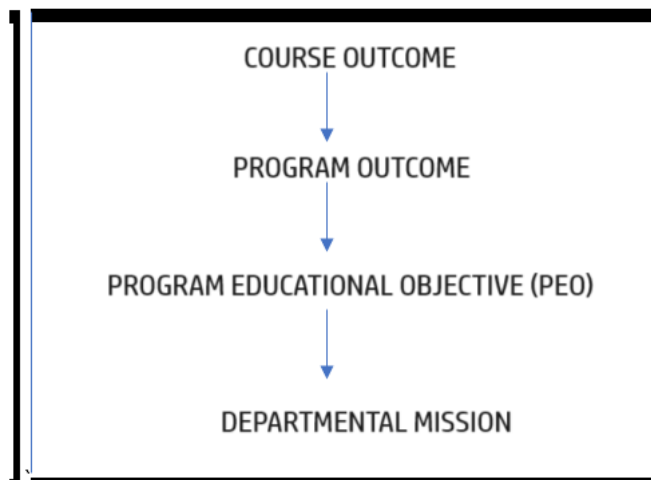 COURSE OUTCOME
PROGRAM OUTCOME
PROGRAM EDUCATIONAL OBJECTIVE (PEO)
DEPARTMENTAL MISSION
`